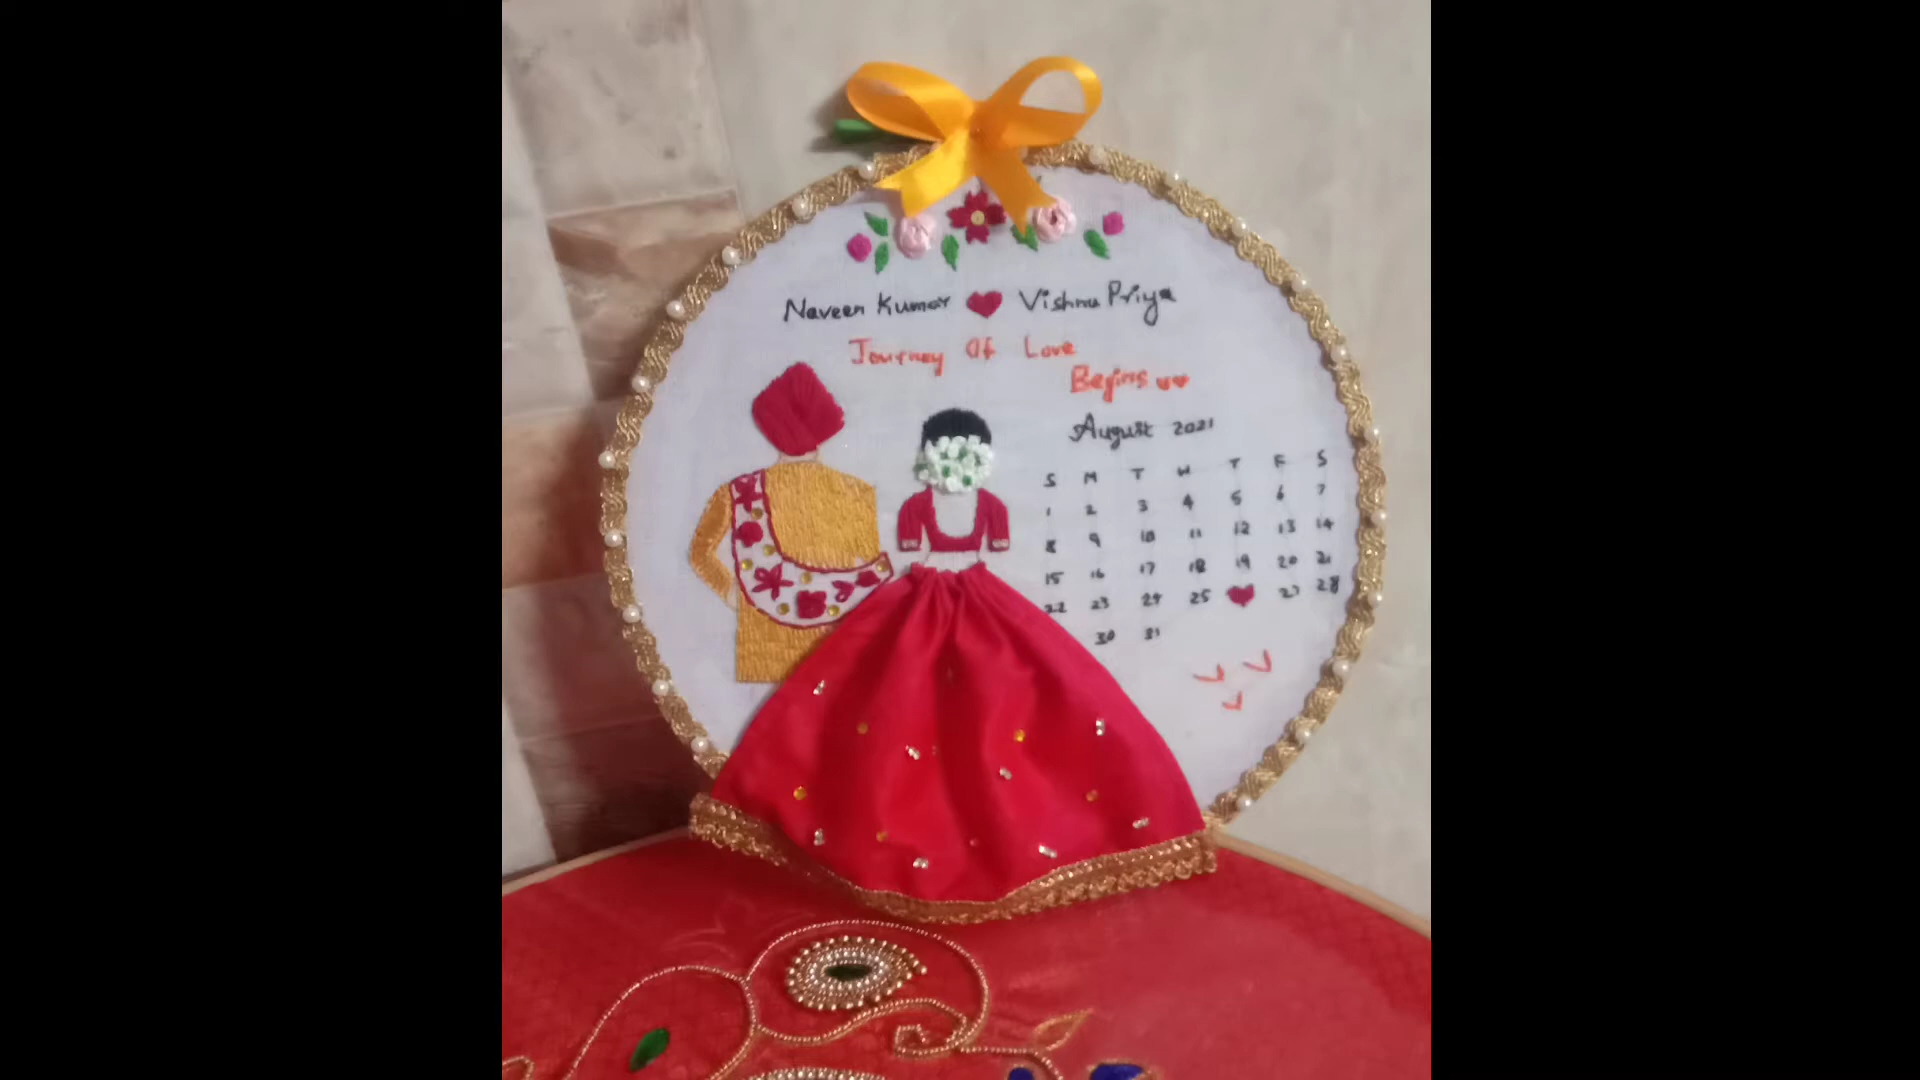 Naveen Kumar Vishnu Priya
Journey Of Love
Begins
August 2021
S M T W T F S
1 2 3 4 5 6 7
8 9 10 11 12 13 14
15 16 17 18 19 20 21
22 23 24 25 27 28
30 31